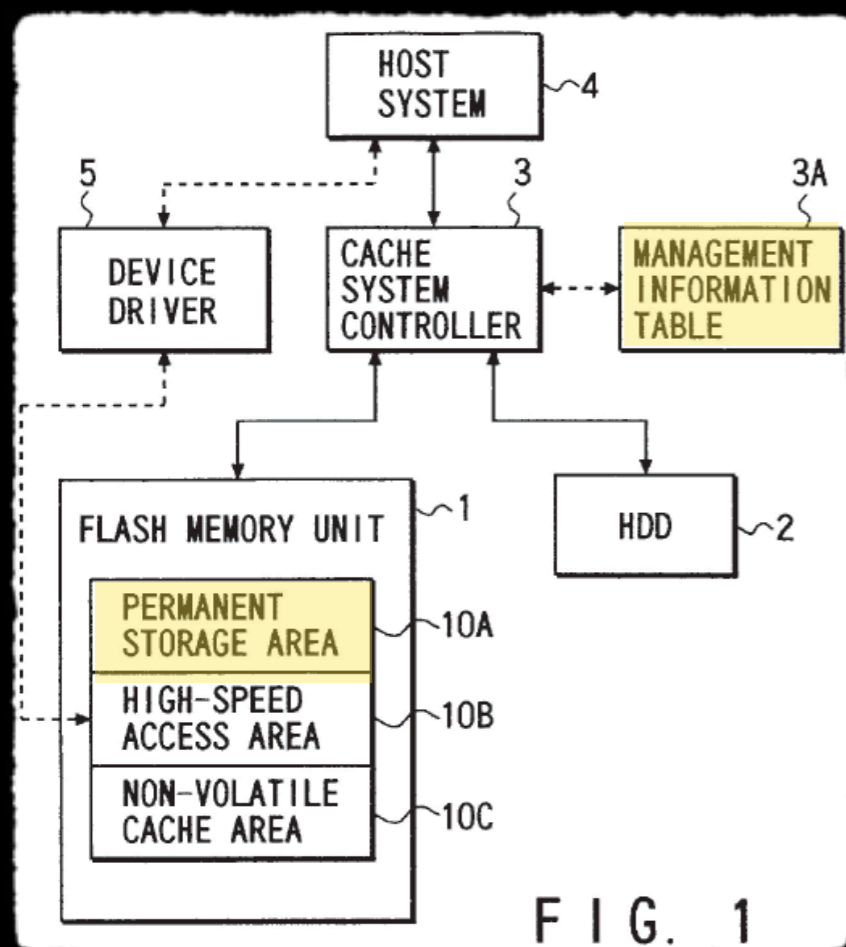 HOST
SYSTEM
4
5
3
3A
DEVICE
DRIVER
CACHE
SYSTEM
CONTROLLER
MANAGEMENT
INFORMATION
TABLE
1
FLASH MEMORY UNIT
HDD
2
PERMANENT
STORAGE AREA
10A
HIGH-SPEED
ACCESS AREA
10B
NON-VOLATILE
CACHE AREA
10C
FIG. 1